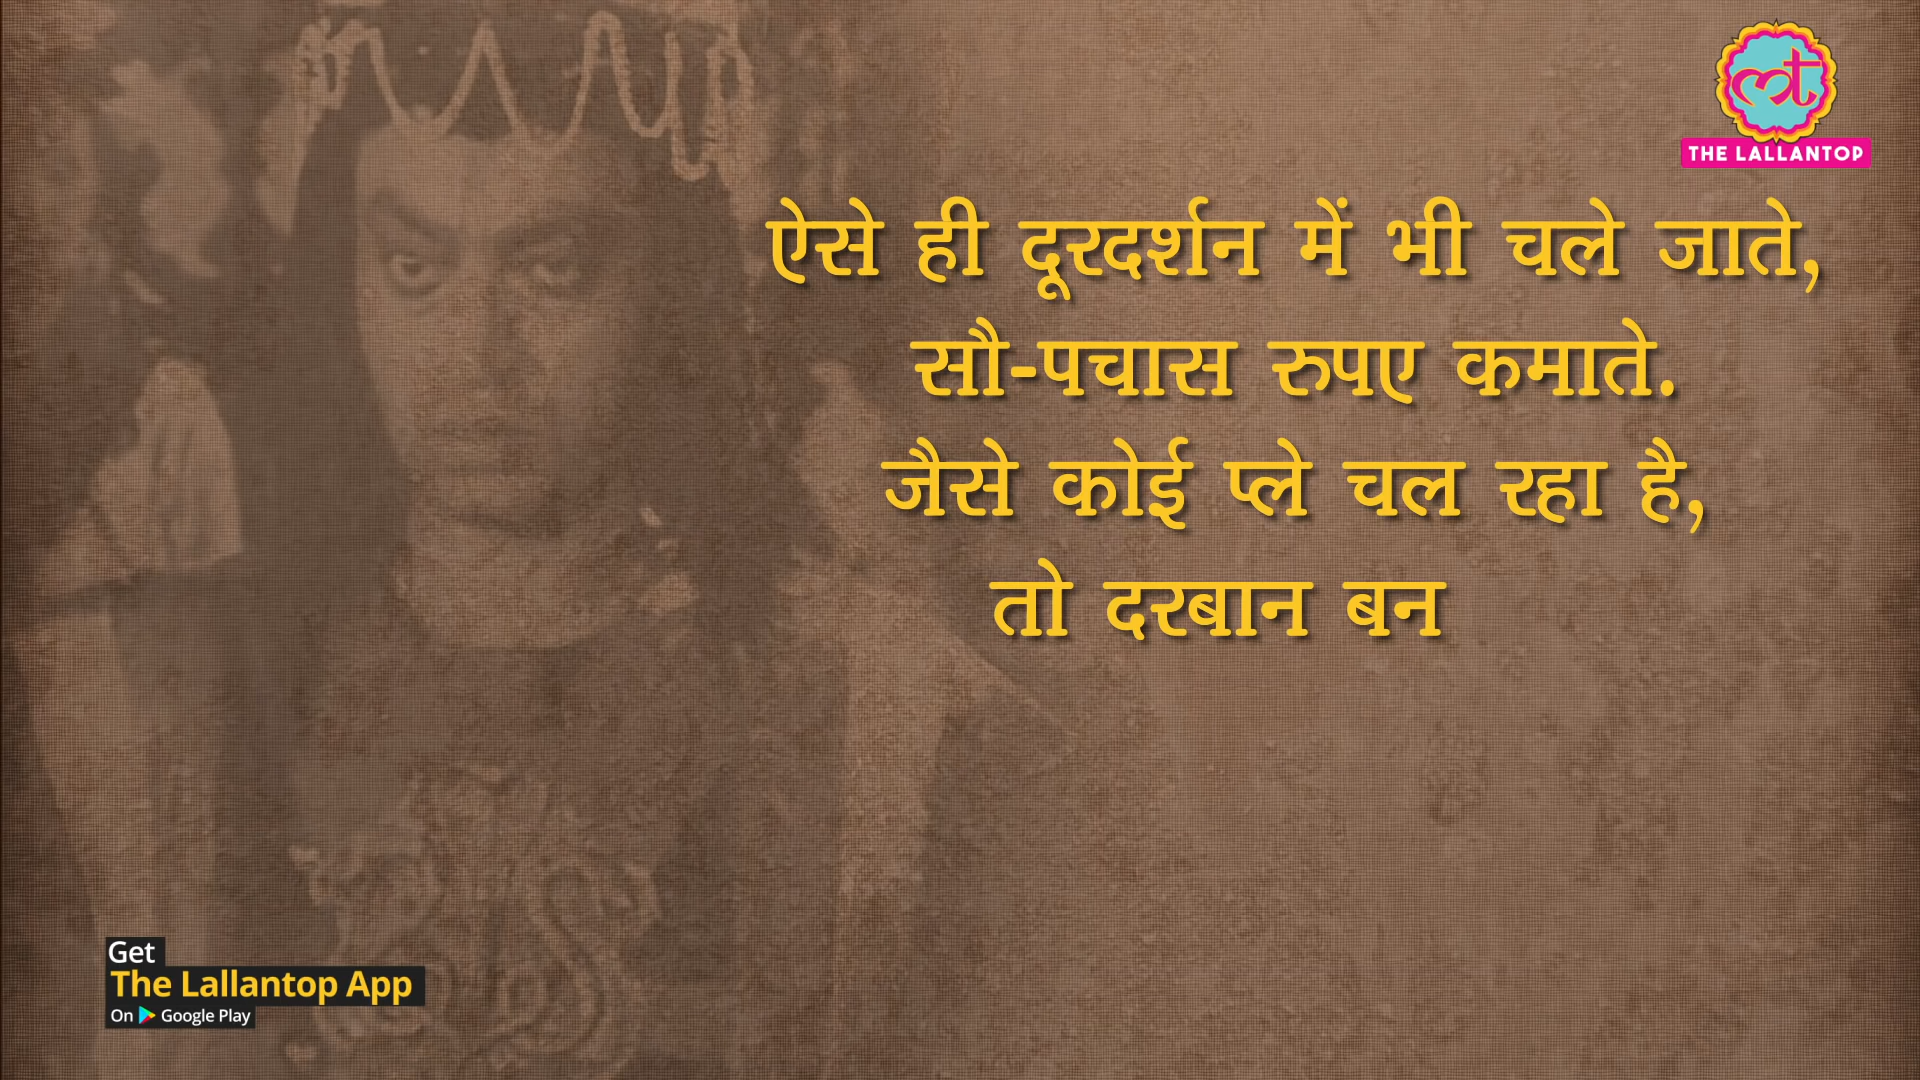 THE LALLANTOP
ऐसे ही दूरदर्शन में भी चले जाते,
सौ-पचास रुपए कमाते.
जैसे कोई प्ले चल रहा है,
तो दरबान बन
Get
The Lallantop App
On Google Play